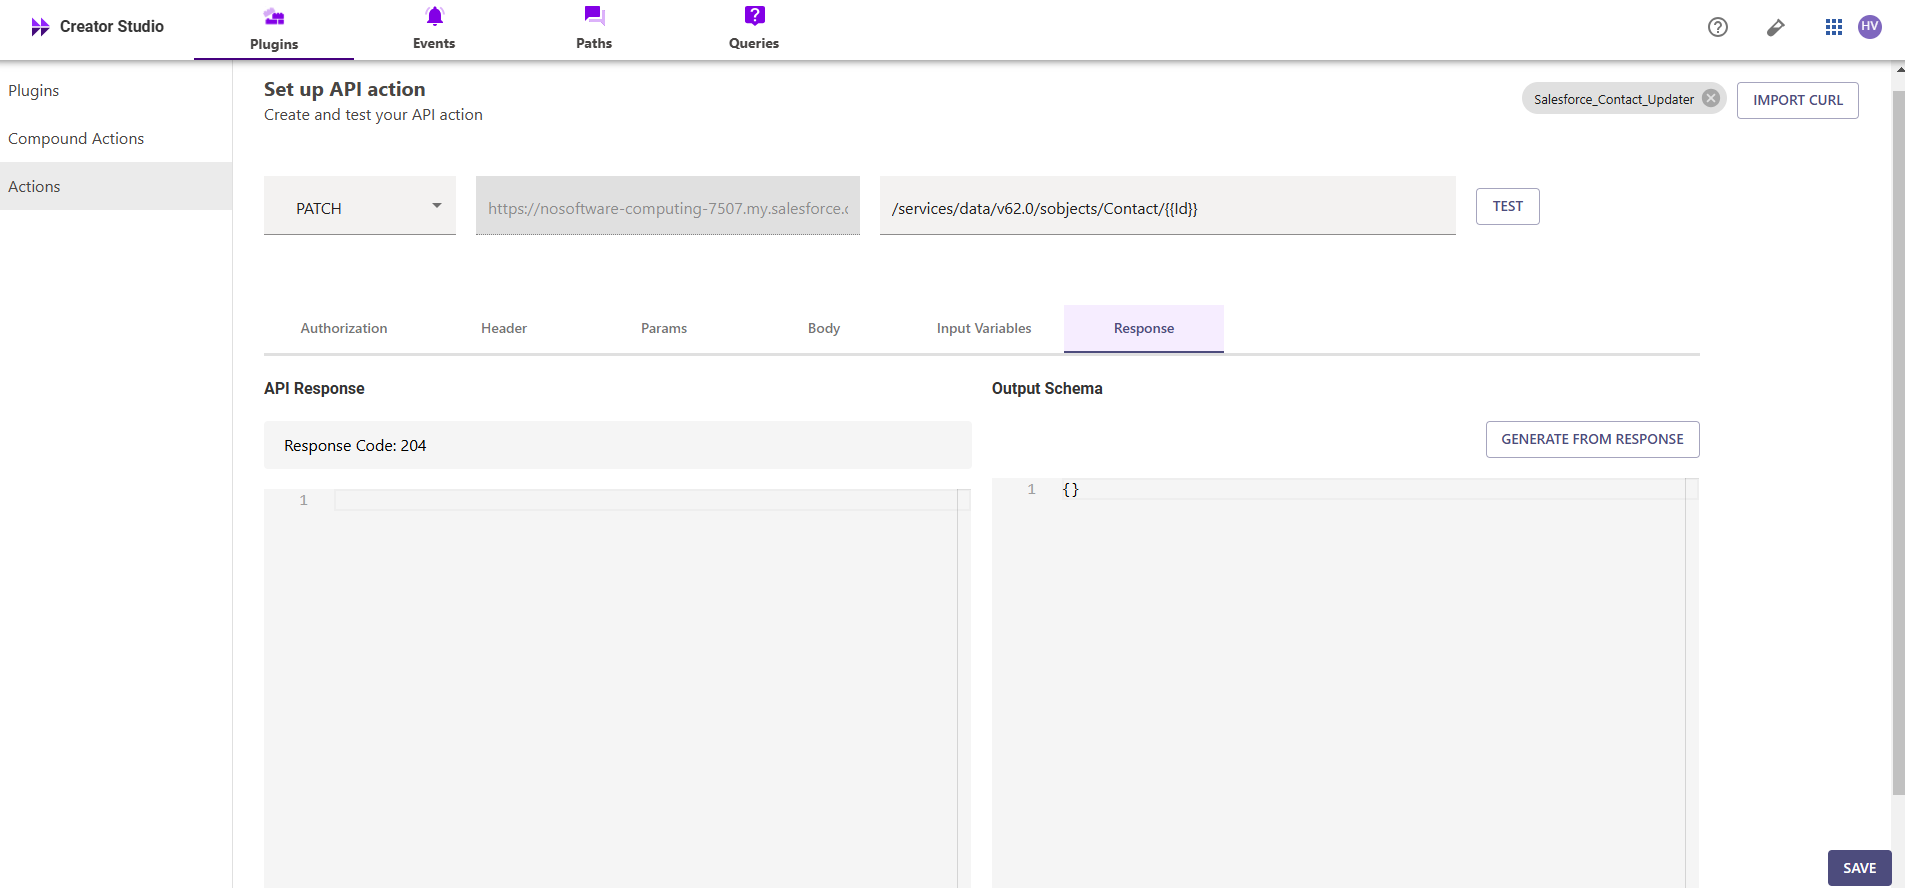 Creator Studio
Plugins
Events
Paths
Queries
HV
Plugins
Compound Actions
Actions
Set up API action
Create and test your API action
Salesforce_Contact_Updater
IMPORT CURL
PATCH
https://nosoftware-computing-7507.my.salesforce.c
/services/data/v62.0/sobjects/Contact/{{Id}}
TEST
Authorization
Header
Params
Body
Input Variables
Response
API Response
Output Schema
Response Code: 204
GENERATE FROM RESPONSE
1
1 {}
SAVE